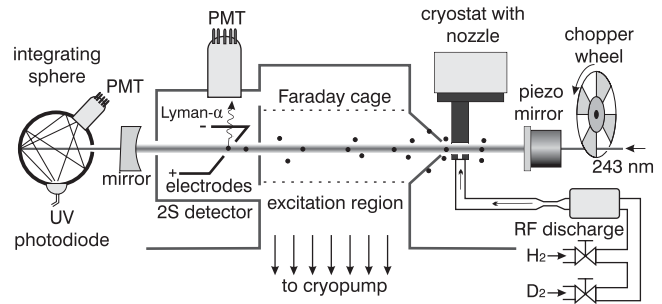 PMT
cryostat with
nozzle
chopper
wheel
integrating
sphere
PMT
Faraday cage
piezo
mirror
Lyman-α
−
+
mirror
electrodes
243 nm
2S detector
excitation region
UV
photodiode
RF discharge
H₂
to cryopump
D₂